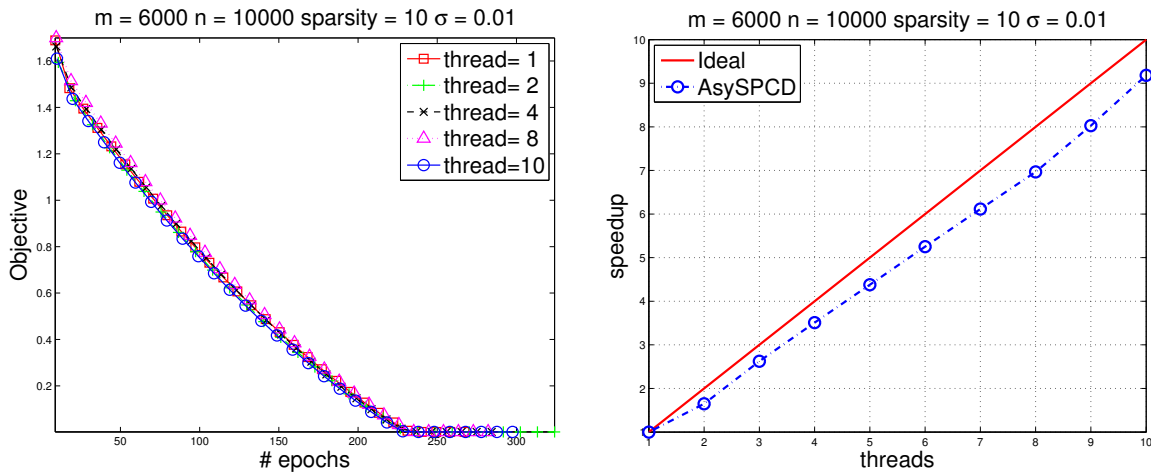 m = 6000 n = 10000 sparsity = 10 σ = 0.01
1.6
1.4
1.2
1
0.8
0.6
0.4
0.2
Objective
50 100 150 200 250 300
# epochs
thread= 1
thread= 2
thread= 4
thread= 8
thread=10
m = 6000 n = 10000 sparsity = 10 σ = 0.01
10
9
8
7
6
5
4
3
2
1
speedup
1 2 3 4 5 6 7 8 9 10
threads
Ideal
AsySPCD